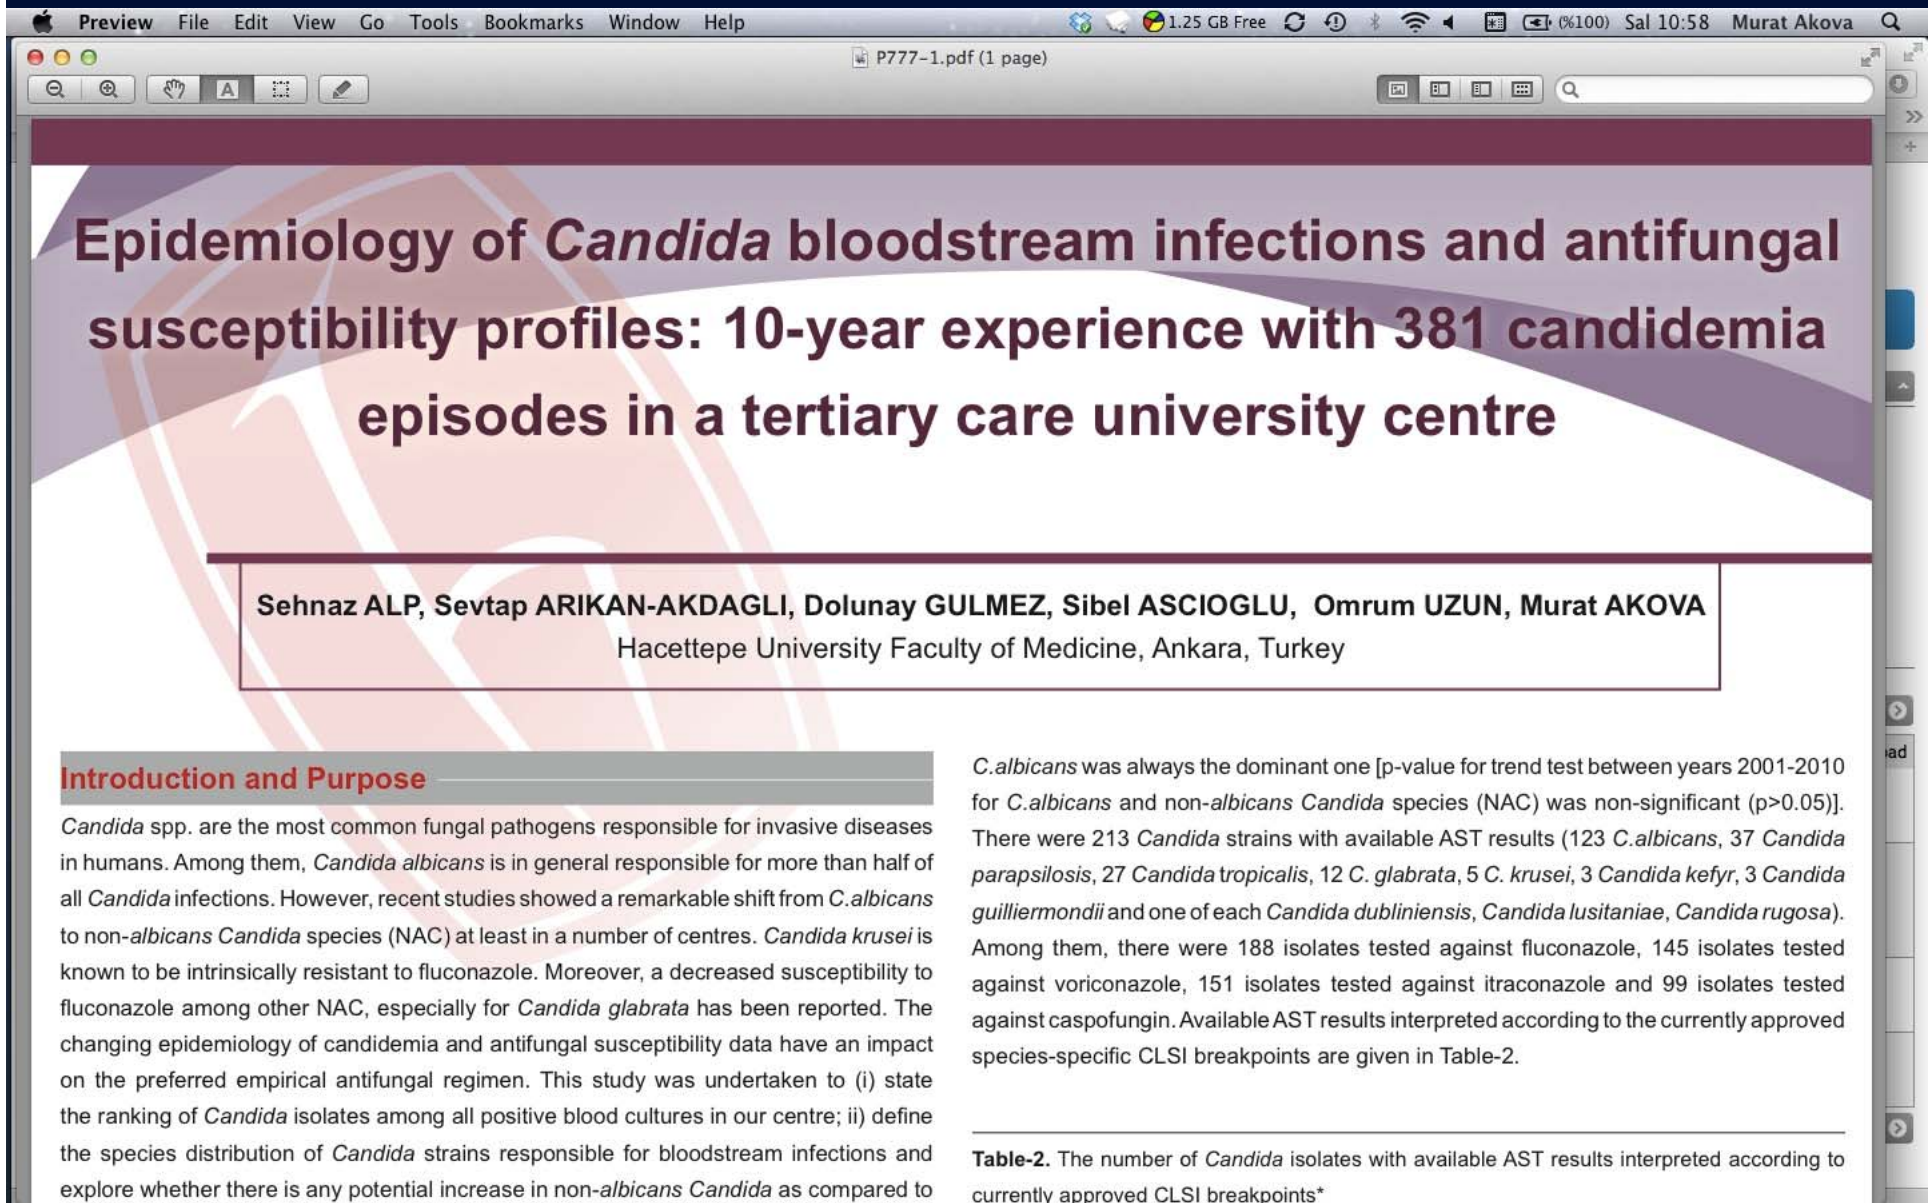 Preview File Edit View Go Tools Bookmarks Window Help 1.25 GB Free (%100) Sal 10:58 Murat Akova
P777-1.pdf (1 page)
Epidemiology of Candida bloodstream infections and antifungal
susceptibility profiles: 10-year experience with 381 candidemia
episodes in a tertiary care university centre
Sehnaz ALP, Sevtap ARIKAN-AKDAGLI, Dolunay GULMEZ, Sibel ASCIOGLU, Omrum UZUN, Murat AKOVA
Hacettepe University Faculty of Medicine, Ankara, Turkey
Introduction and Purpose
Candida spp. are the most common fungal pathogens responsible for invasive diseases
in humans. Among them, Candida albicans is in general responsible for more than half of
all Candida infections. However, recent studies showed a remarkable shift from C.albicans
to non-albicans Candida species (NAC) at least in a number of centres. Candida krusei is
known to be intrinsically resistant to fluconazole. Moreover, a decreased susceptibility to
fluconazole among other NAC, especially for Candida glabrata has been reported. The
changing epidemiology of candidemia and antifungal susceptibility data have an impact
on the preferred empirical antifungal regimen. This study was undertaken to (i) state
the ranking of Candida isolates among all positive blood cultures in our centre; ii) define
the species distribution of Candida strains responsible for bloodstream infections and
explore whether there is any potential increase in non-albicans Candida as compared to
C.albicans was always the dominant one [p-value for trend test between years 2001-2010
for C.albicans and non-albicans Candida species (NAC) was non-significant (p>0.05)].
There were 213 Candida strains with available AST results (123 C.albicans, 37 Candida
parapsilosis, 27 Candida tropicalis, 12 C. glabrata, 5 C. krusei, 3 Candida kefyr, 3 Candida
guilliermondii and one of each Candida dubliniensis, Candida lusitaniae, Candida rugosa).
Among them, there were 188 isolates tested against fluconazole, 145 isolates tested
against voriconazole, 151 isolates tested against itraconazole and 99 isolates tested
against caspofungin. Available AST results interpreted according to the currently approved
species-specific CLSI breakpoints are given in Table-2.
Table-2. The number of Candida isolates with available AST results interpreted according to
currently approved CLSI breakpoints*